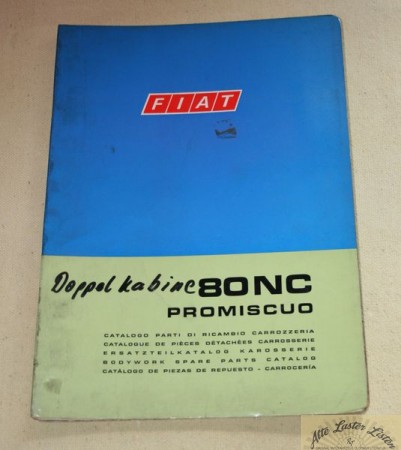 FIAT
Doppel kabine 80NC
PROMISCUO
CATALOGO PARTI DI RICAMBIO CARROZZERIA
CATALOGUE DE PIÈCES DÉTACHÉES CARROSSERIE
ERSATZTEILKATALOG KAROSSERIE
BODYWORK SPARE PARTS CATALOG
CATÁLOGO DE PIEZAS DE REPUESTO - CARROCERÍA
Alte Laster Listen